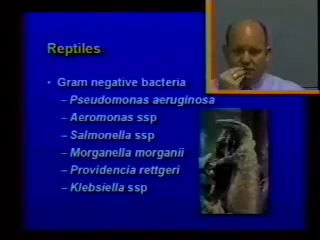 Reptiles
• Gram negative bacteria
– Pseudomonas aeruginosa
– Aeromonas ssp
– Salmonella ssp
– Morganella morganii
– Providencia rettgeri
– Klebsiella ssp